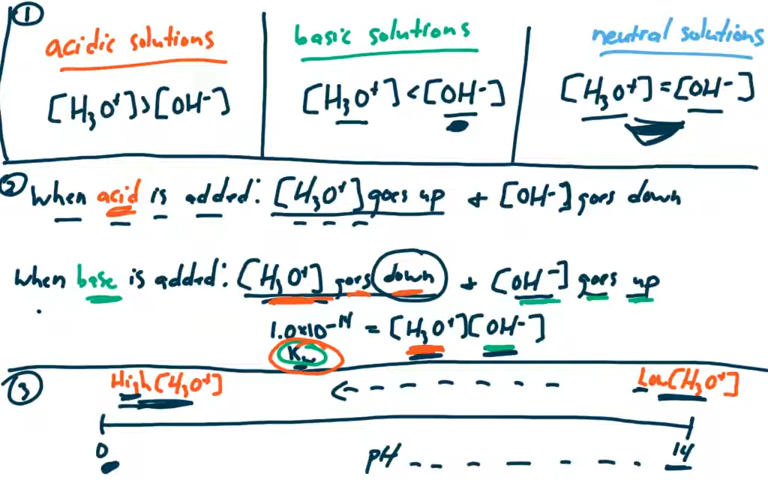 ①
acidic solutions
[H₃O⁺]>[OH⁻]
basic solutions
[H₃O⁺]<[OH⁻]
neutral solutions
[H₃O⁺]=[OH⁻]
② When acid is added: [H₃O⁺] goes up + [OH⁻] goes down
When base is added: [H₃O⁺] goes down + [OH⁻] goes up
1.0x10⁻¹⁴ = [H₃O⁺][OH⁻]
Kw
③ High [H₃O⁺] Low [H₃O⁺]
0 pH 14